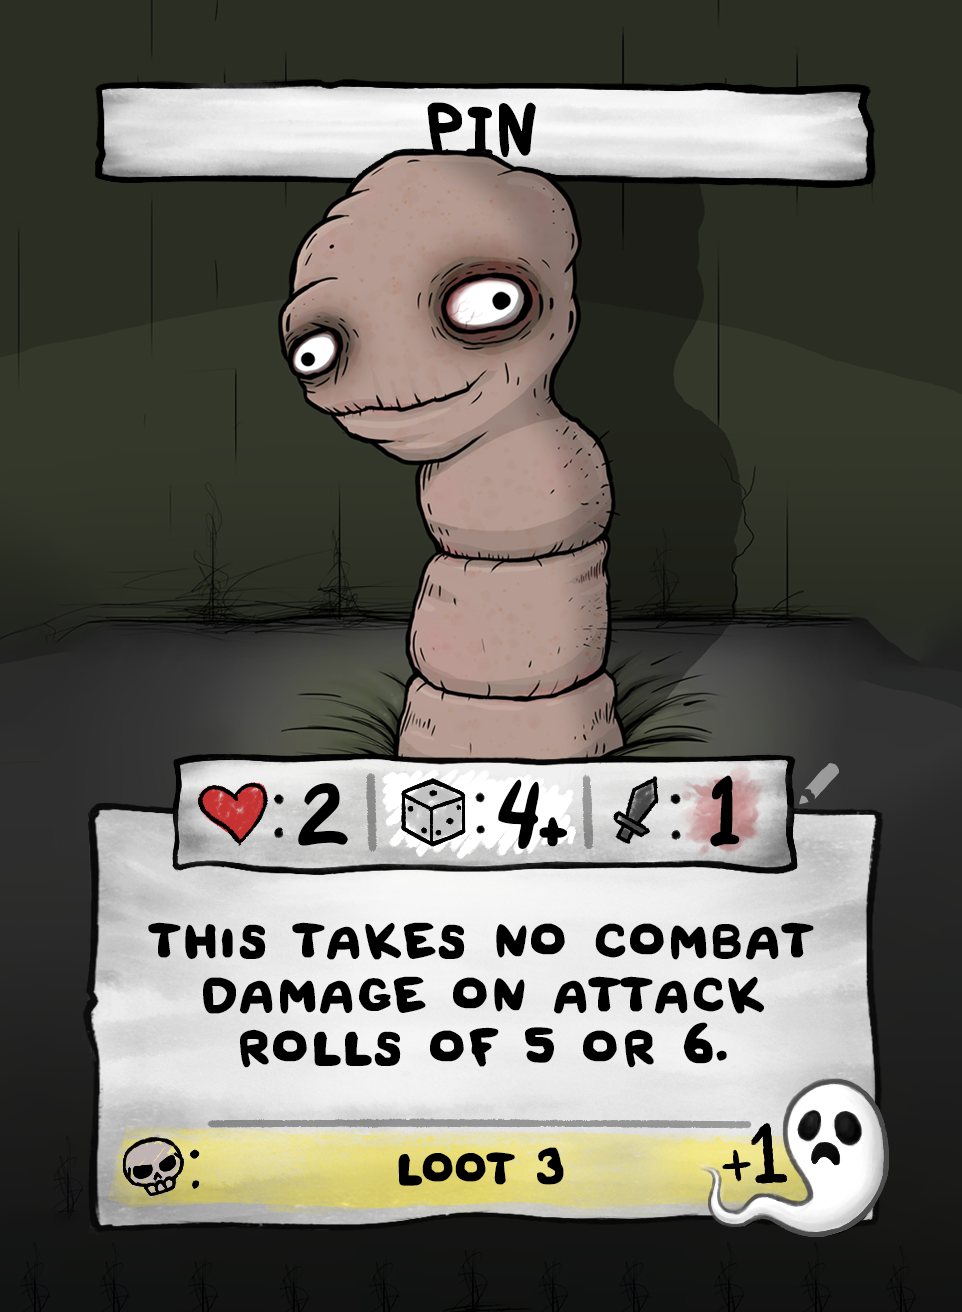 PIN
:2 :4+ :1
THIS TAKES NO COMBAT
DAMAGE ON ATTACK
ROLLS OF 5 OR 6.
: LOOT 3 +1